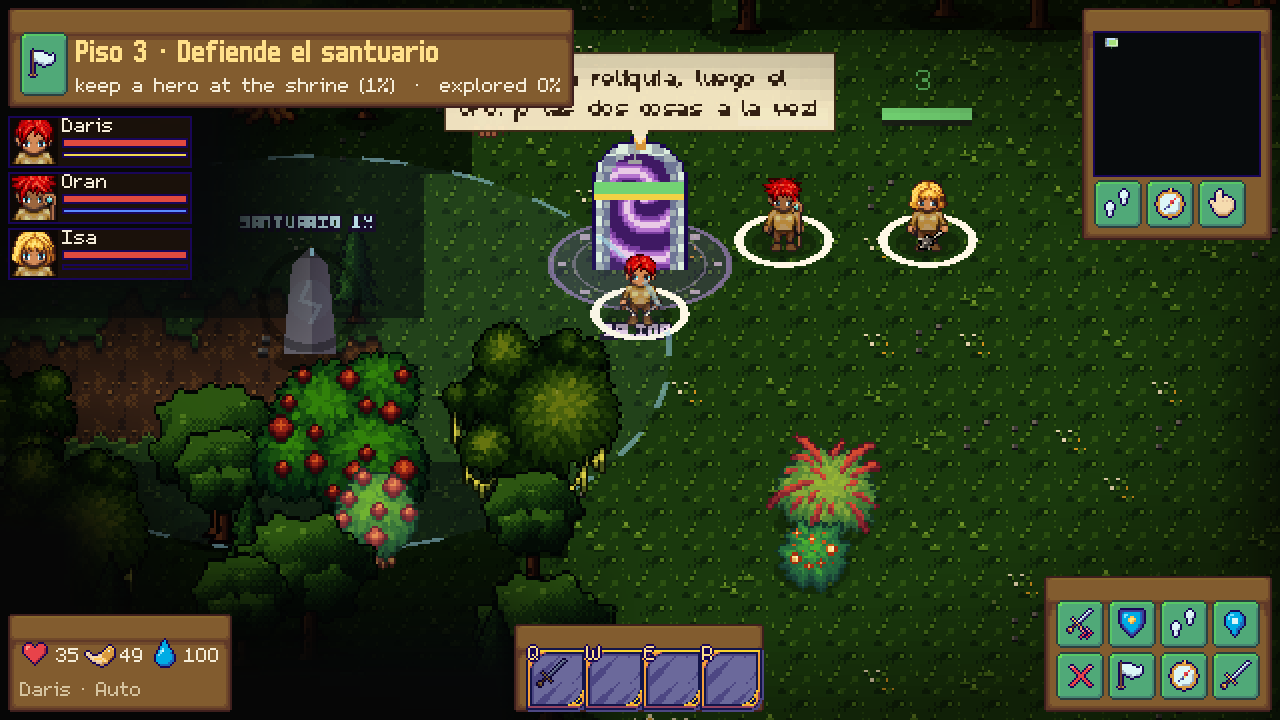 Piso 3 · Defiende el santuario
keep a hero at the shrine (1%) · explored 0%
reliquia, luego el
las dos cosas a la vez!
3
Daris
Oran
Isa
SANTUARIO 1%
Q W E R
35 49 100
Daris · Auto